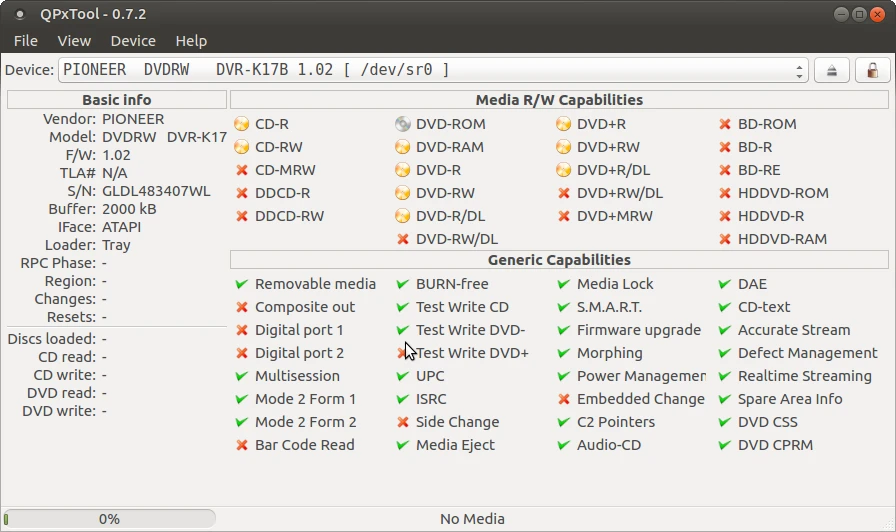 QPxTool - 0.7.2
File View Device Help
Device: PIONEER DVDRW DVR-K17B 1.02 [ /dev/sr0 ]
Basic info
Vendor: PIONEER
Model: DVDRW DVR-K17
F/W: 1.02
TLA# N/A
S/N: GLDL483407WL
Buffer: 2000 kB
IFace: ATAPI
Loader: Tray
RPC Phase: -
Region: -
Changes: -
Resets: -
Discs loaded: -
CD read: -
CD write: -
DVD read: -
DVD write: -
Media R/W Capabilities
CD-R DVD-ROM DVD+R BD-ROM
CD-RW DVD-RAM DVD+RW BD-R
CD-MRW DVD-R DVD+R/DL BD-RE
DDCD-R DVD-RW DVD+RW/DL HDDVD-ROM
DDCD-RW DVD-R/DL DVD+MRW HDDVD-R
DVD-RW/DL HDDVD-RAM
Generic Capabilities
Removable media BURN-free Media Lock DAE
Composite out Test Write CD S.M.A.R.T. CD-text
Digital port 1 Test Write DVD- Firmware upgrade Accurate Stream
Digital port 2 Test Write DVD+ Morphing Defect Management
Multisession UPC Power Managemen Realtime Streaming
Mode 2 Form 1 ISRC Embedded Change Spare Area Info
Mode 2 Form 2 Side Change C2 Pointers DVD CSS
Bar Code Read Media Eject Audio-CD DVD CPRM
0% No Media